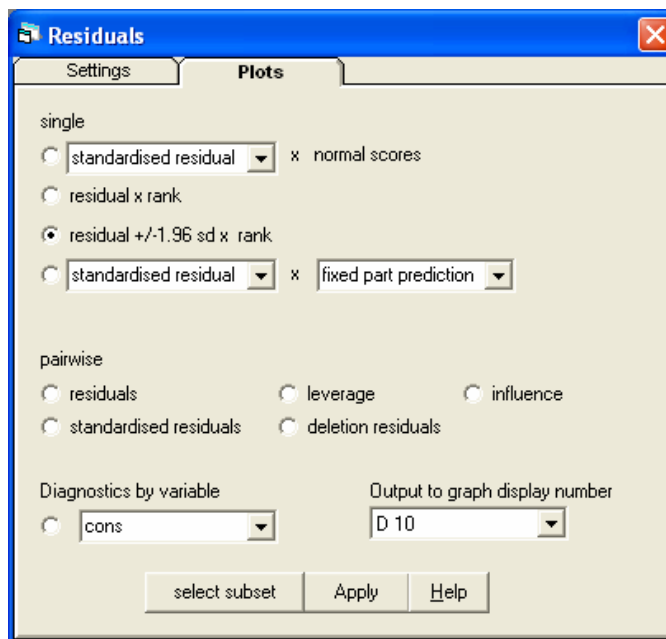 Residuals
Settings Plots
single
standardised residual x normal scores
residual x rank
residual +/-1.96 sd x rank
standardised residual x fixed part prediction
pairwise
residuals leverage influence
standardised residuals deletion residuals
Diagnostics by variable Output to graph display number
cons D 10
select subset Apply Help